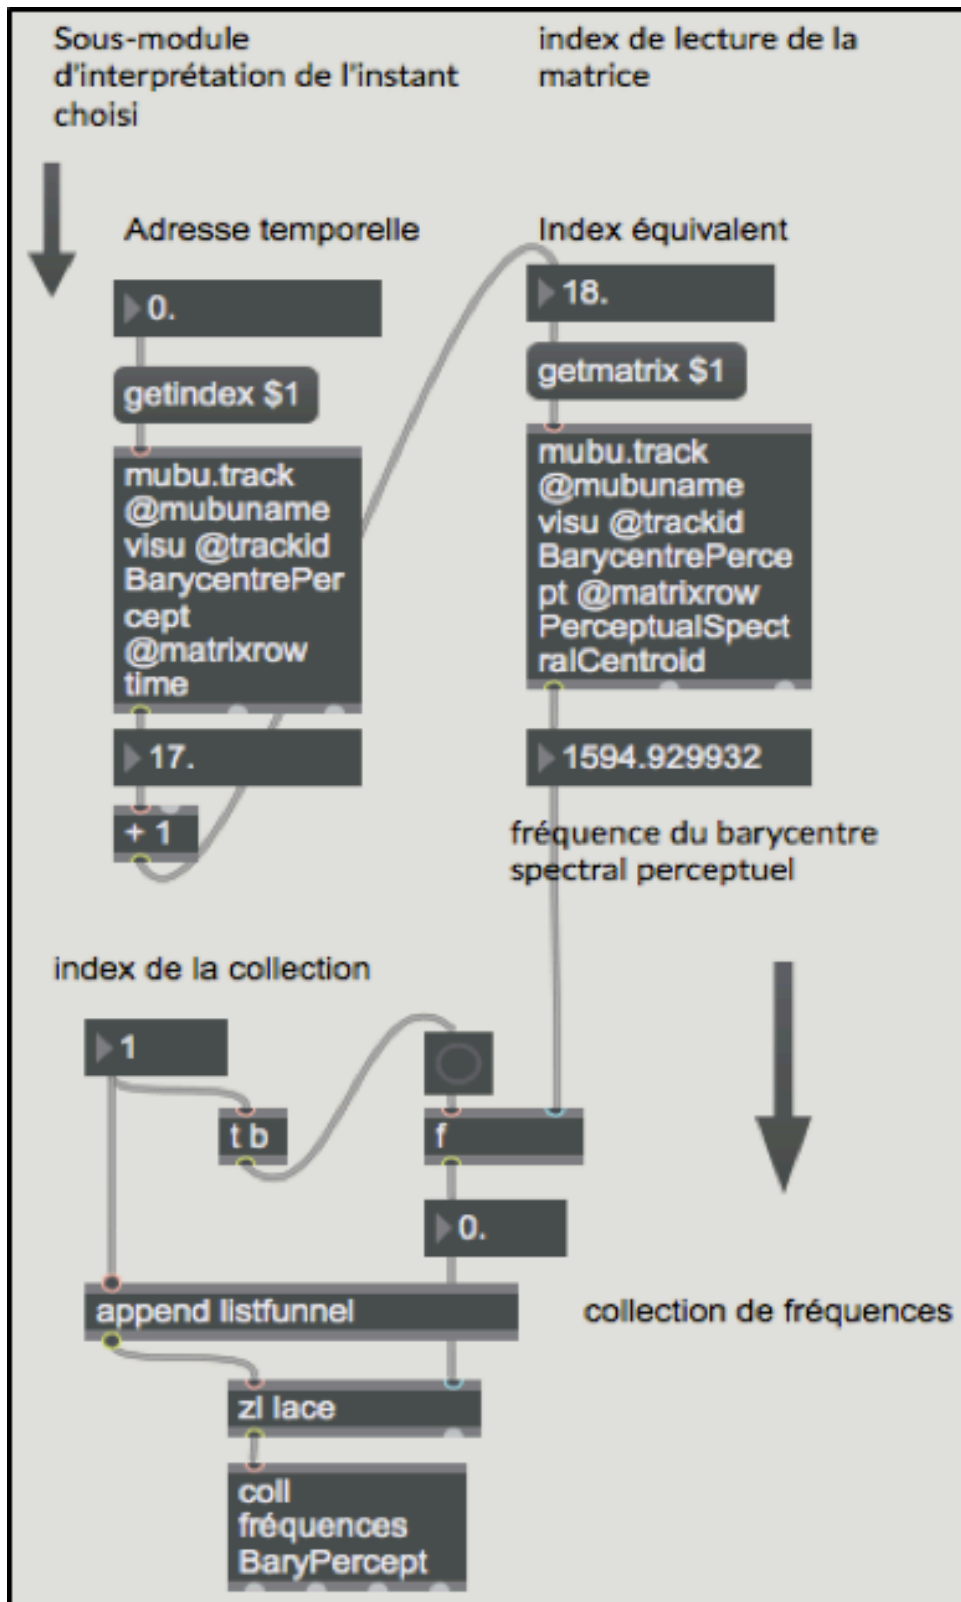 Sous-module
d'interprétation de l'instant
choisi
index de lecture de la
matrice
Adresse temporelle
Index équivalent
0.
18.
getindex $1
getmatrix $1
mubu.track
@mubuname
visu @trackid
BarycentrePer
cept
@matrixrow
time
mubu.track
@mubuname
visu @trackid
BarycentrePerce
pt @matrixrow
PerceptualSpect
ralCentroid
17.
1594.929932
+ 1
fréquence du barycentre
spectral perceptuel
index de la collection
1
t b
f
0.
append listfunnel
collection de fréquences
zl lace
coll
fréquences
BaryPercept